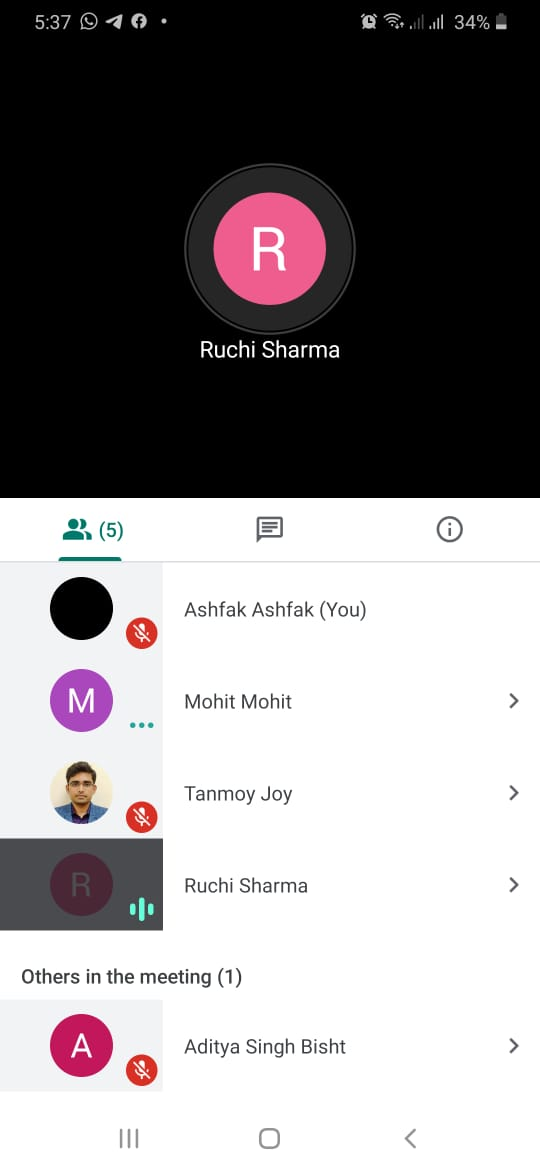 5:37 34%
R
Ruchi Sharma
(5)
Ashfak Ashfak (You)
M Mohit Mohit
Tanmoy Joy
R Ruchi Sharma
Others in the meeting (1)
A Aditya Singh Bisht